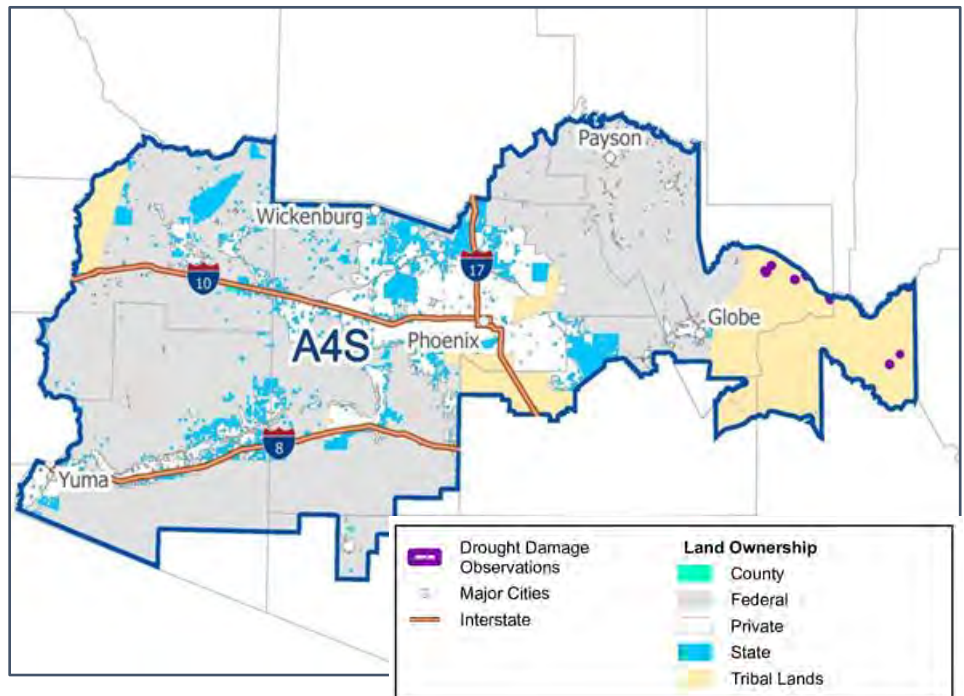 Payson
Wickenburg
17
10
Globe
Phoenix
A4S
8
Yuma
Drought Damage
Observations
Major Cities
Interstate
Land Ownership
County
Federal
Private
State
Tribal Lands